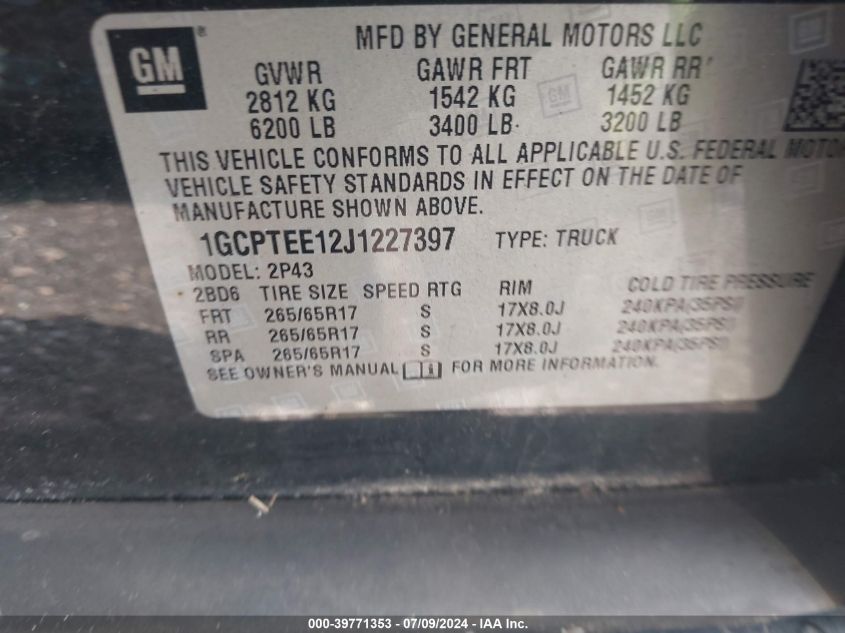 GM ®
MFD BY GENERAL MOTORS LLC
GVWR GAWR FRT GAWR RR
2812 KG 1542 KG 1452 KG
6200 LB 3400 LB 3200 LB
GM
THIS VEHICLE CONFORMS TO ALL APPLICABLE U.S. FEDERAL MOTOR
VEHICLE SAFETY STANDARDS IN EFFECT ON THE DATE OF
MANUFACTURE SHOWN ABOVE.
1GCPTEE12J1227397 TYPE: TRUCK
MODEL: 2P43
2BD6 TIRE SIZE SPEED RTG RIM COLD TIRE PRESSURE
FRT 265/65R17 S 17X8.0J 240KPA(35PSI)
RR 265/65R17 S 17X8.0J 240KPA(35PSI)
SPA 265/65R17 S 17X8.0J 240KPA(35PSI)
SEE OWNER'S MANUAL FOR MORE INFORMATION.
000-39771353 - 07/09/2024 - IAA Inc.